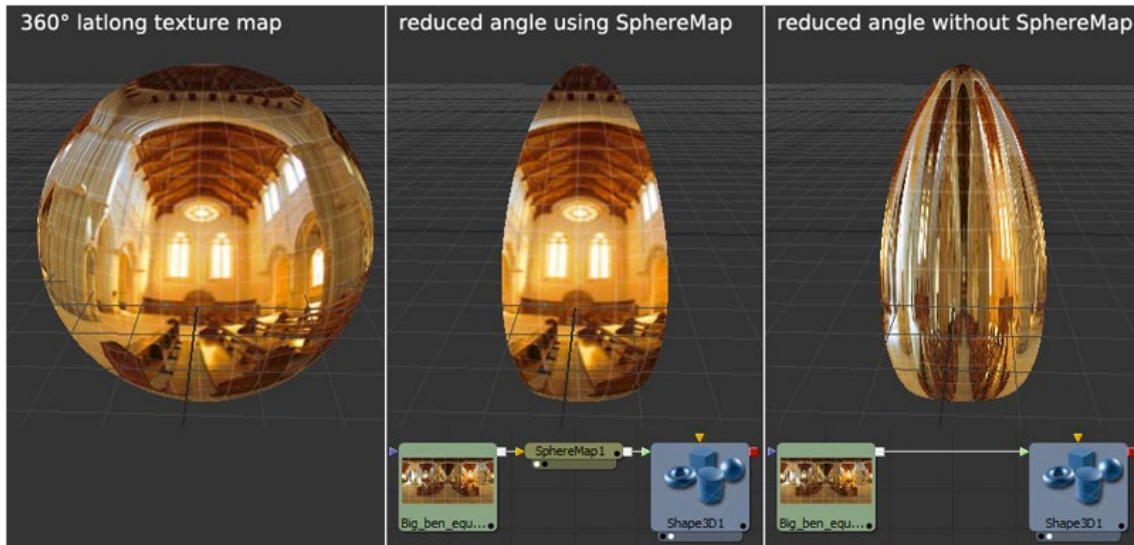 360° latlong texture map
reduced angle using SphereMap
reduced angle without SphereMap
Big_ben_equ...
SphereMap1
Shape3D1
Big_ben_equ...
Shape3D1